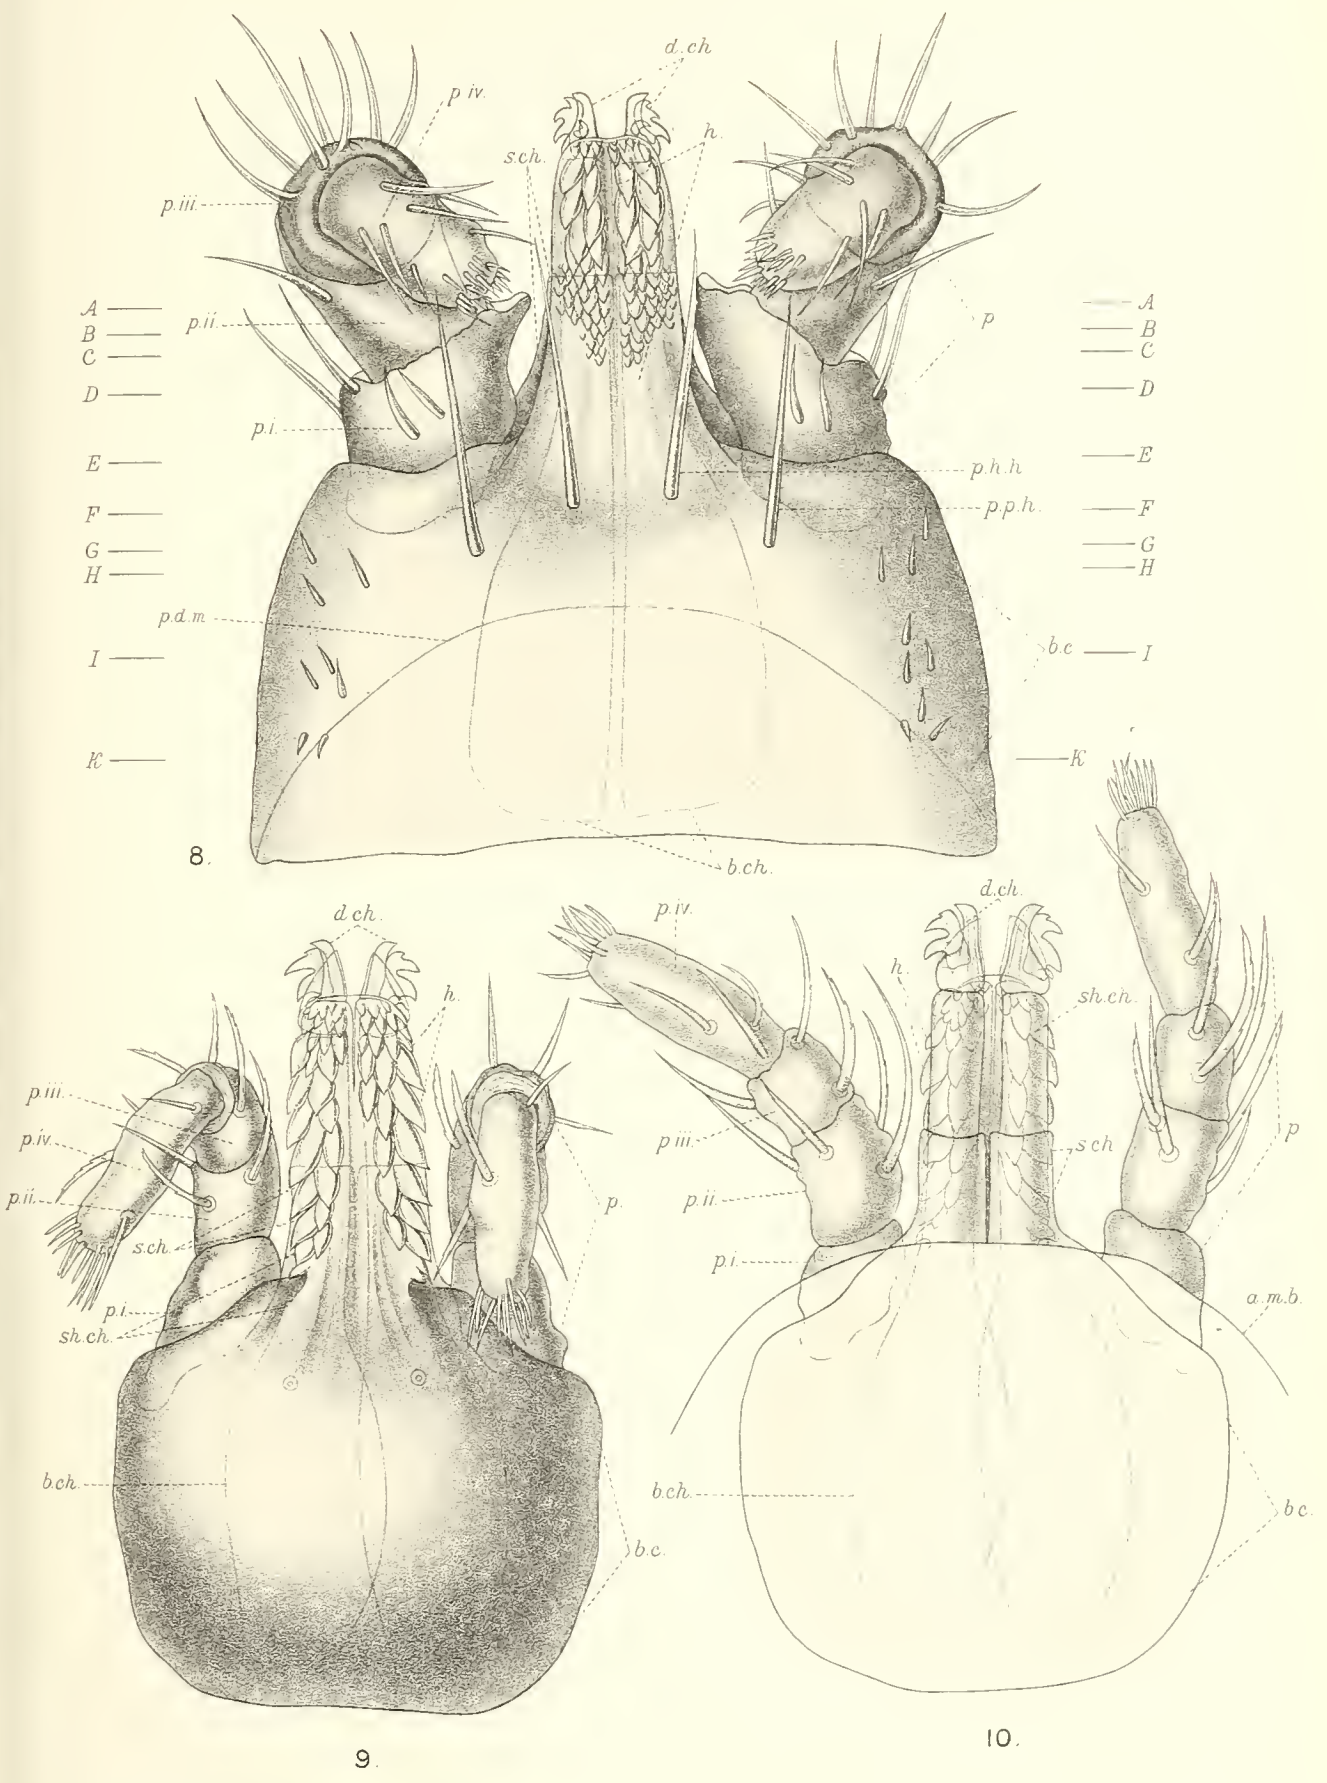 d.ch
p iv.
h.
s.ch.
p.iii.
A
A
p
B
p.ii.
B
C
C
D
D
p.i.
E
E
p.h.h
F
p.p.h.
F
G
G
H
H
p.d.m
b.c
I
I
K
K
8.
b.ch.
d.ch.
p.iv.
d.ch.
h.
h.
sh.ch.
p.iii.
p.iv.
p iii.
s.ch
p
p.ii.
p.ii.
p.
s.ch.
p.i.
p.i.
sh.ch.
a.m.b.
b.ch.
b.ch.
b c.
b.c.
9.
10.